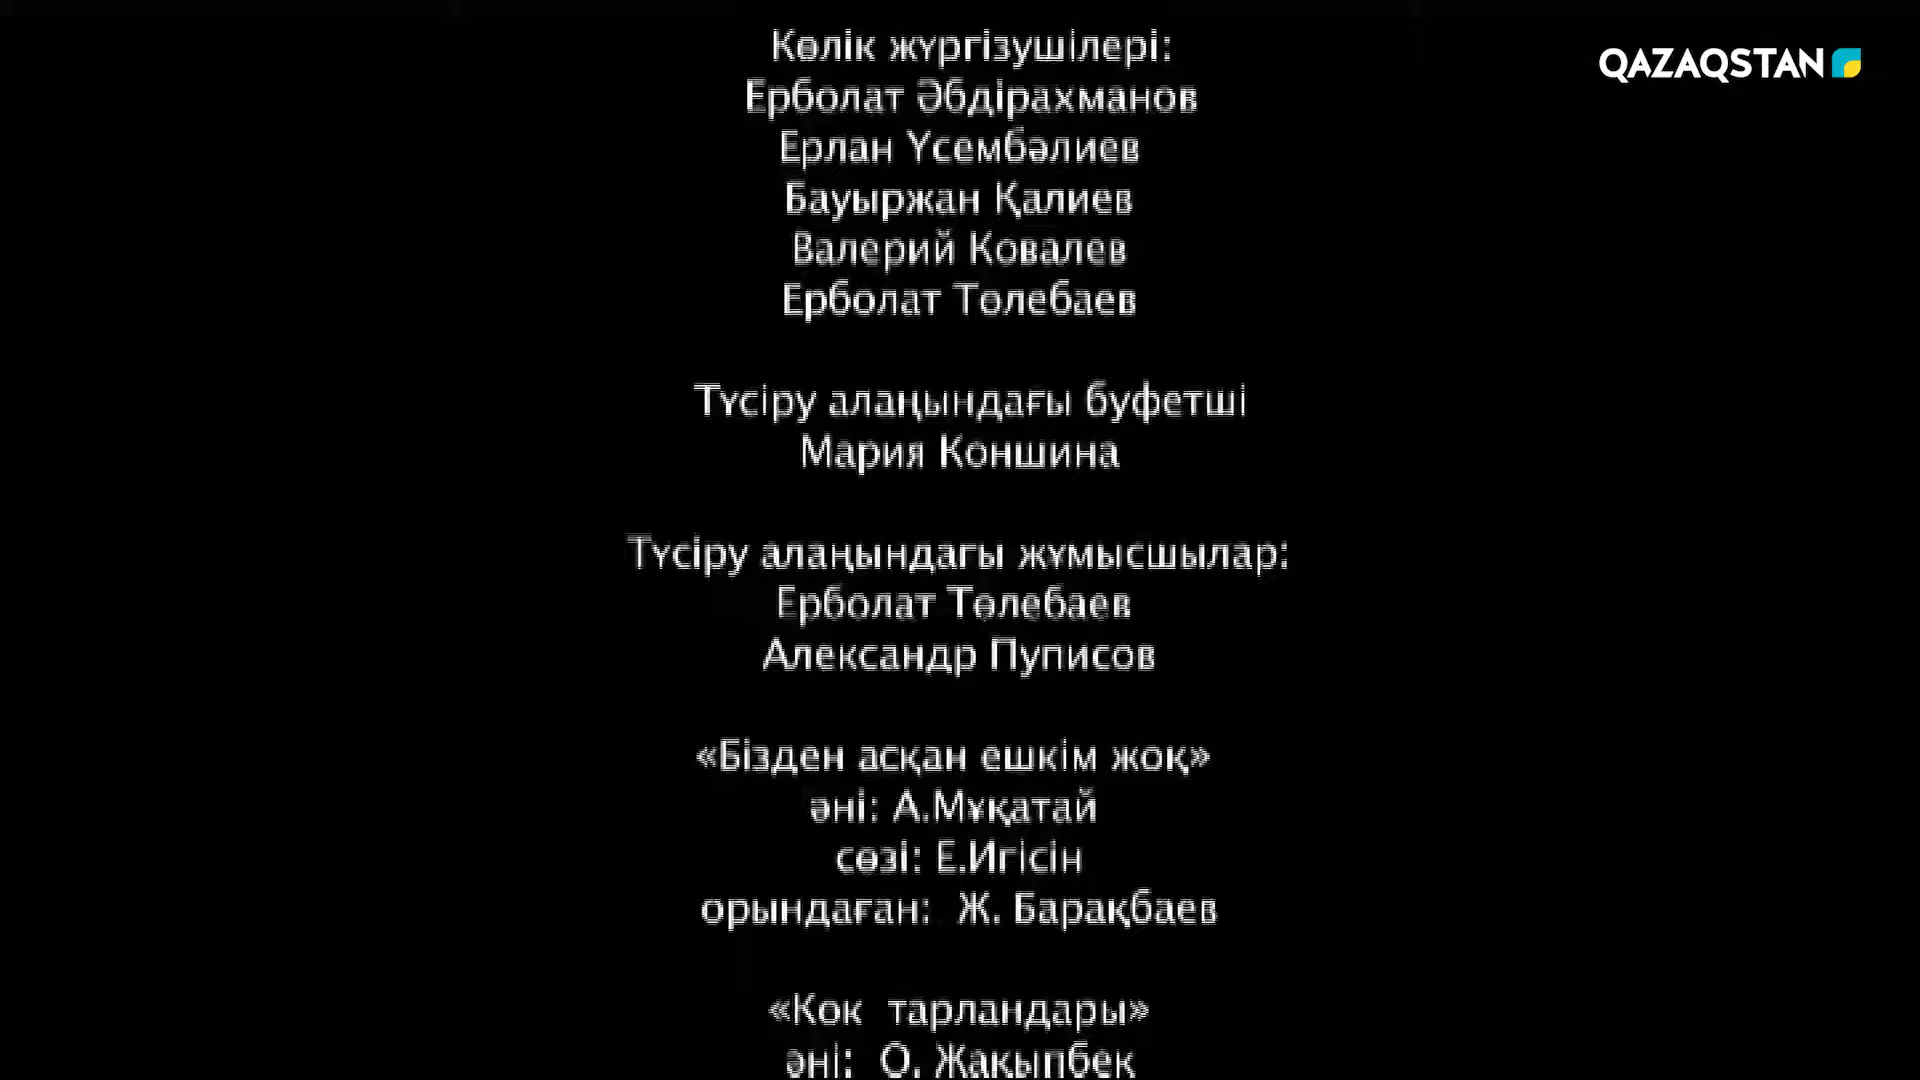 QAZAQSTAN
Көлік жүргізушілері:
Ерболат Әбдірахманов
Ерлан Үсембәлиев
Бауыржан Қалиев
Валерий Ковалев
Ерболат Төлебаев
Түсіру алаңындағы буфетші
Мария Коншина
Түсіру алаңындағы жұмысшылар:
Ерболат Төлебаев
Александр Пуписов
«Бізден асқан ешкім жоқ»
әні: А.Мұқатай
сөзі: Е.Игісін
орындаған: Ж. Барақбаев
«Көк тарландары»
әні: О. Жақыпбек